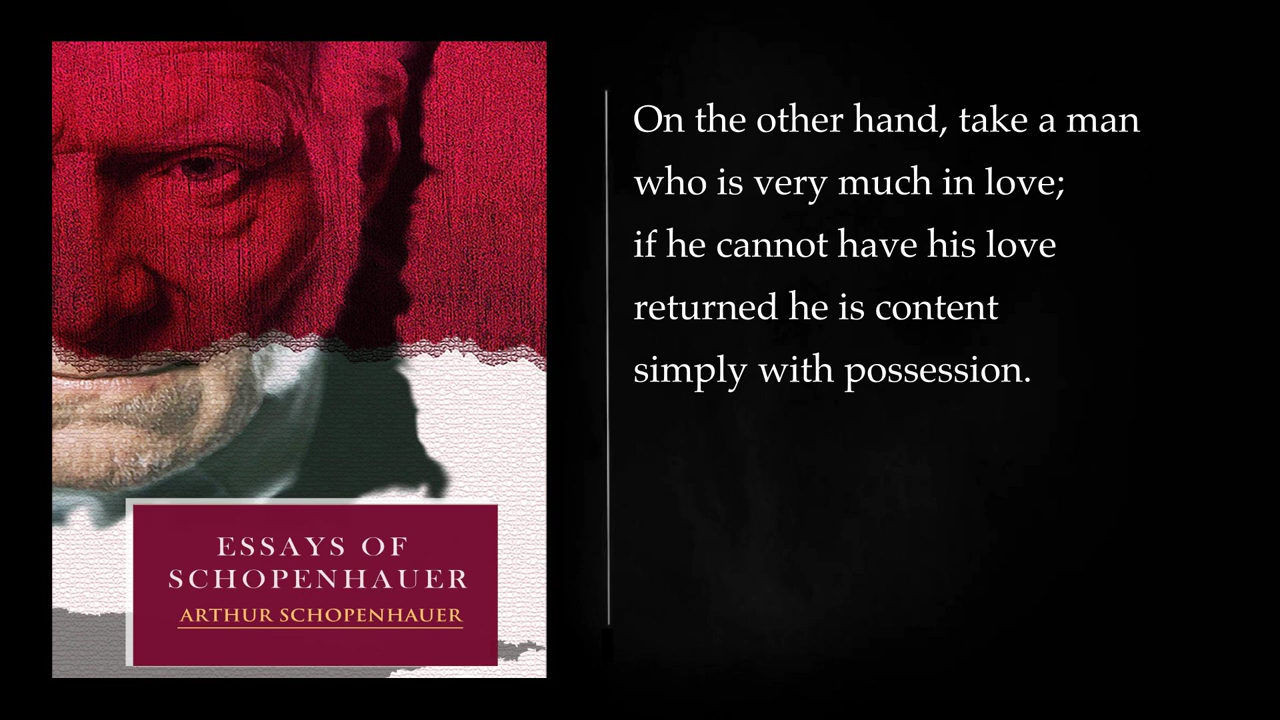 On the other hand, take a man
who is very much in love;
if he cannot have his love
returned he is content
simply with possession.
ESSAYS OF
SCHOPENHAUER
ARTHUR SCHOPENHAUER